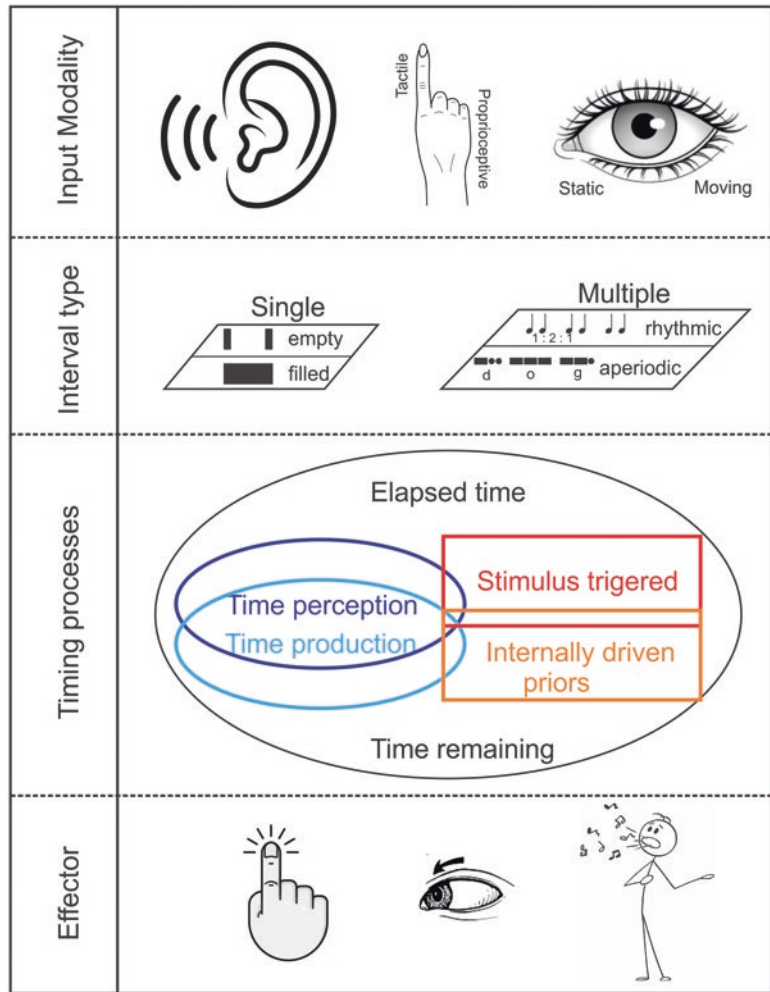 Input Modality
Tactile
Proprioceptive
Static
Moving
Interval type
Single
empty
filled
Multiple
1 : 2 : 1
rhythmic
aperiodic
d o g
Timing processes
Elapsed time
Time perception
Time production
Stimulus trigered
Internally driven
priors
Time remaining
Effector